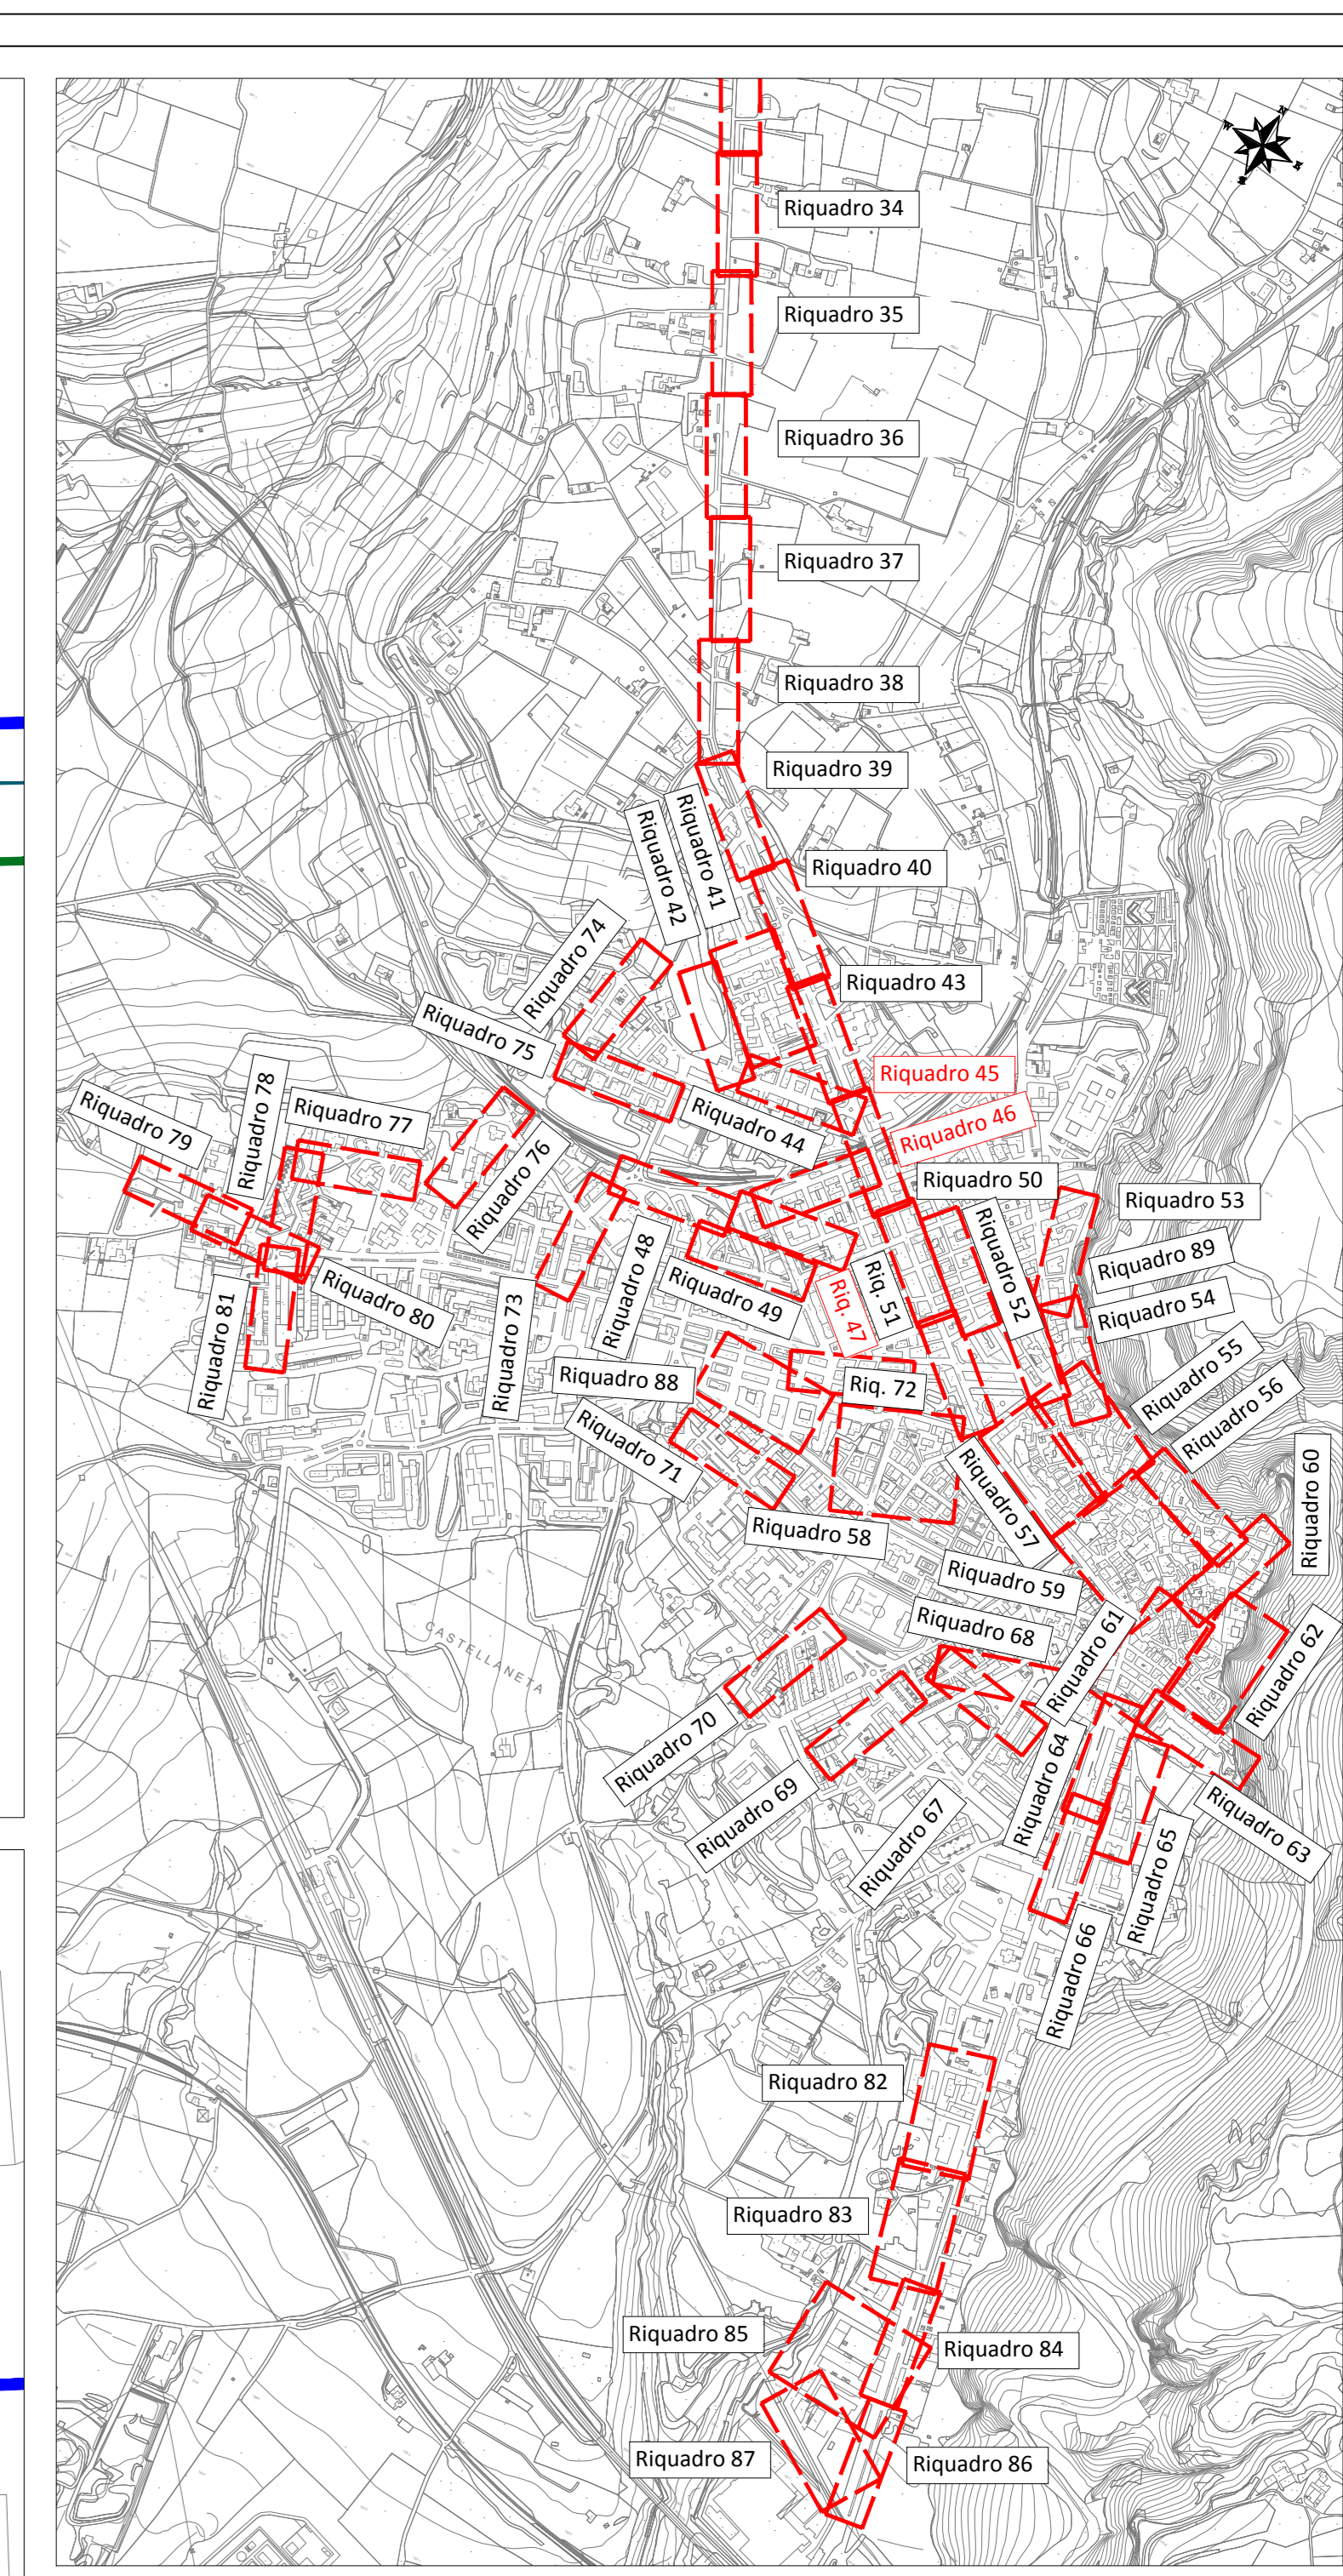 Riquadro 34
Riquadro 35
Riquadro 36
Riquadro 37
Riquadro 38
Riquadro 39
Riquadro 40
Riquadro 41
Riquadro 42
Riquadro 74
Riquadro 43
Riquadro 75
Riquadro 45
Riquadro 78
Riquadro 77
Riquadro 79
Riquadro 44
Riquadro 46
Riquadro 76
Riquadro 50
Riquadro 53
Riquadro 52
Riquadro 48
Riquadro 89
Riquadro 49
Riq. 51
Riq. 47
Riquadro 54
Riquadro 80
Riquadro 81
Riquadro 73
Riquadro 88
Riq. 72
Riquadro 55
Riquadro 56
Riquadro 71
Riquadro 57
Riquadro 60
Riquadro 58
Riquadro 59
Riquadro 68
CASTELLANETA
Riquadro 61
Riquadro 62
Riquadro 70
Riquadro 64
Riquadro 69
Riquadro 67
Riquadro 63
Riquadro 65
Riquadro 66
Riquadro 82
Riquadro 83
Riquadro 85
Riquadro 84
Riquadro 87
Riquadro 86